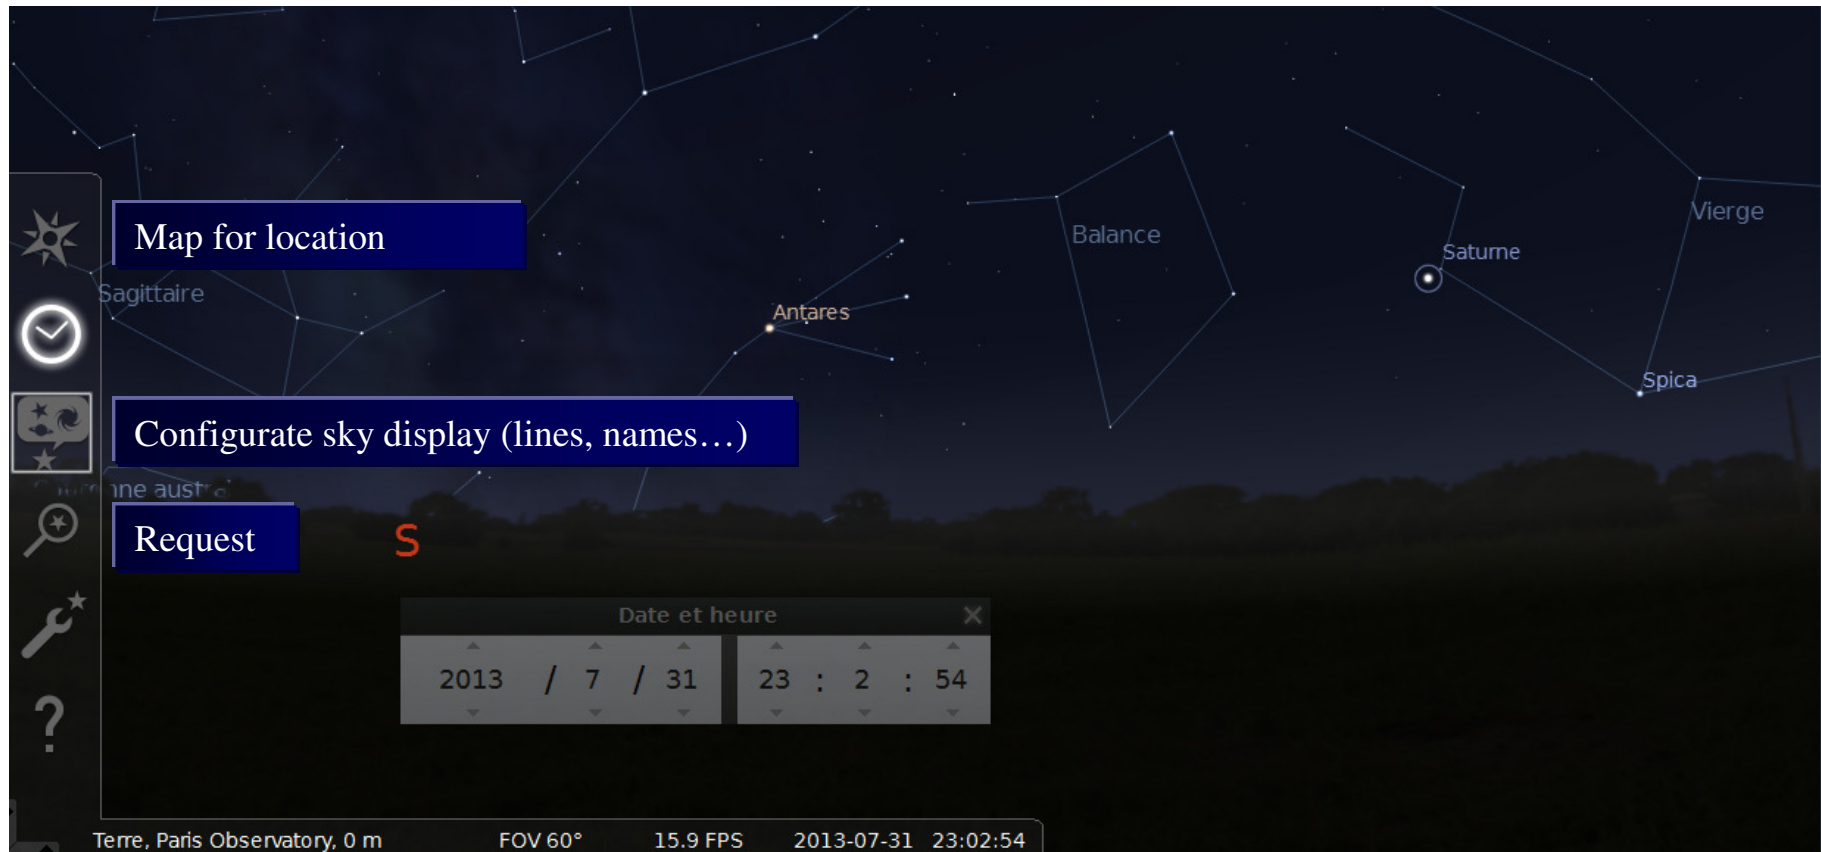 Map for location
Vierge
Balance
Saturne
Sagittaire
Antares
Spica
Configurate sky display (lines, names…)
Request
S
Date et heure
2013 / 7 / 31 23 : 2 : 54
Terre, Paris Observatory, 0 m FOV 60° 15.9 FPS 2013-07-31 23:02:54